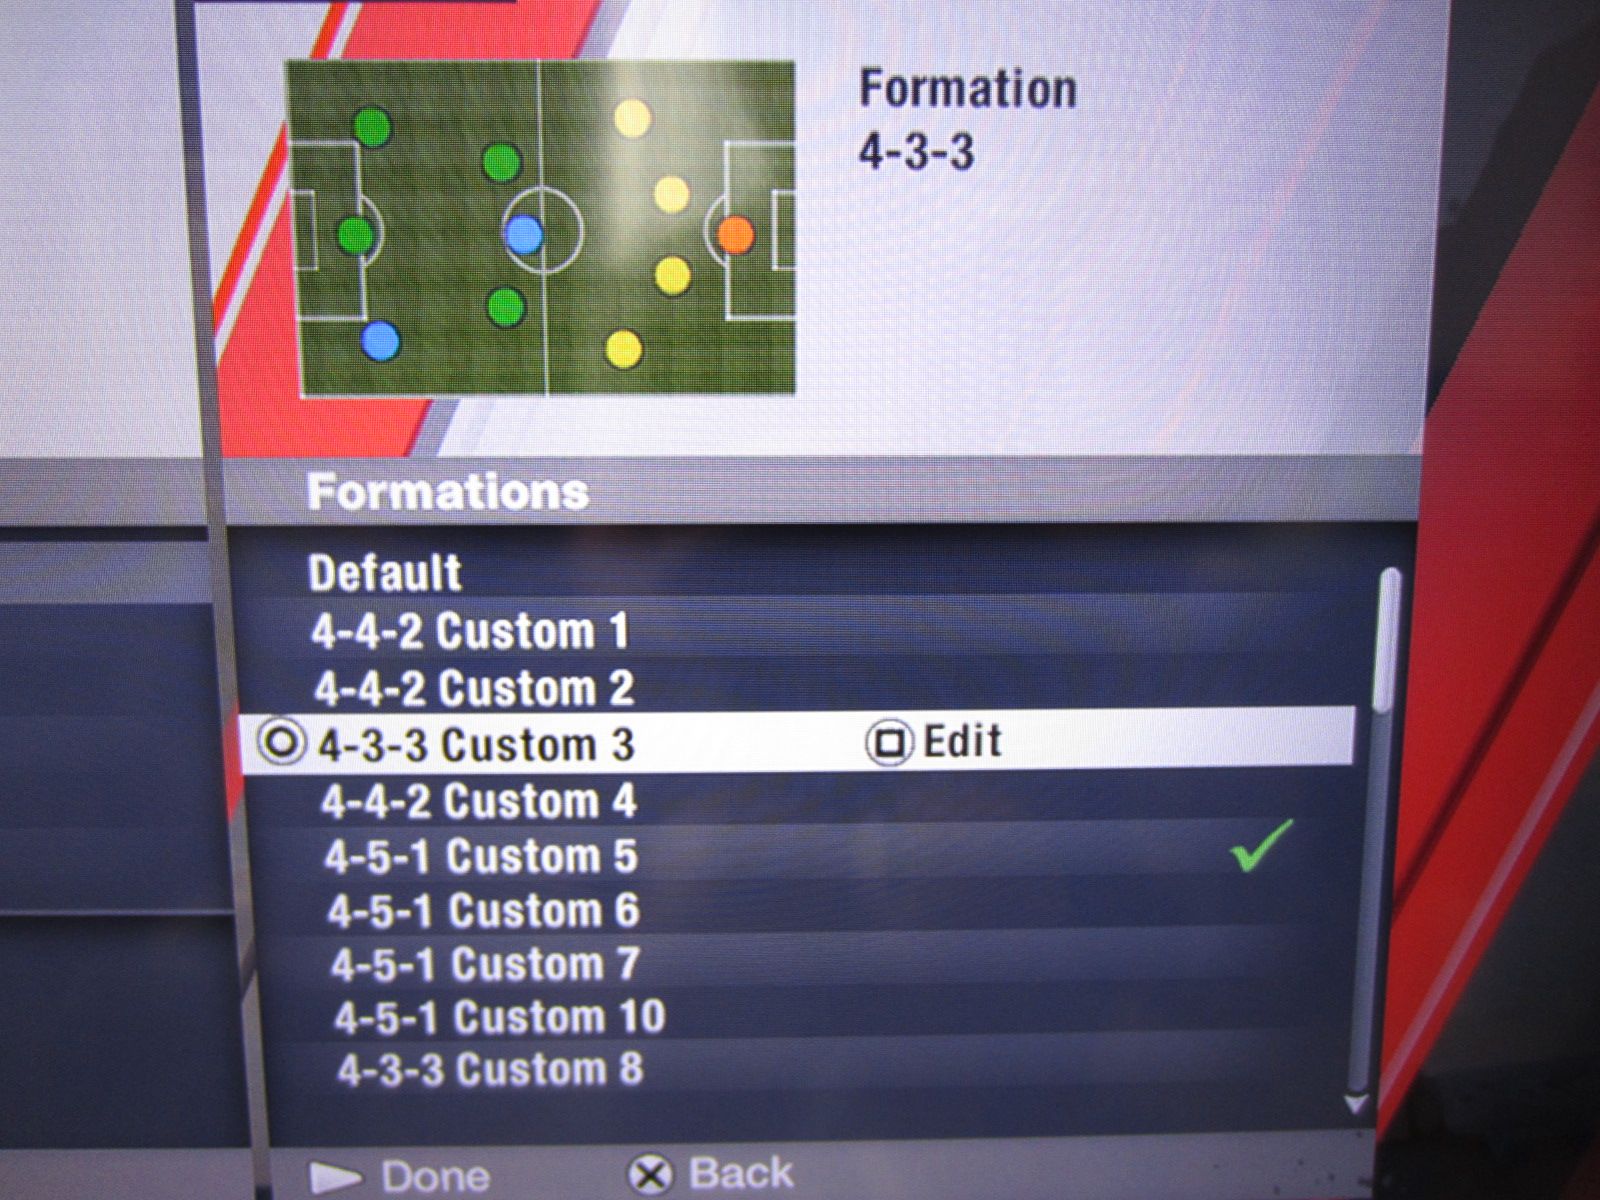 Formation
4-3-3
Formations
Default
4-4-2 Custom 1
4-4-2 Custom 2
4-3-3 Custom 3 Edit
4-4-2 Custom 4
4-5-1 Custom 5
4-5-1 Custom 6
4-5-1 Custom 7
4-5-1 Custom 10
4-3-3 Custom 8
Done Back